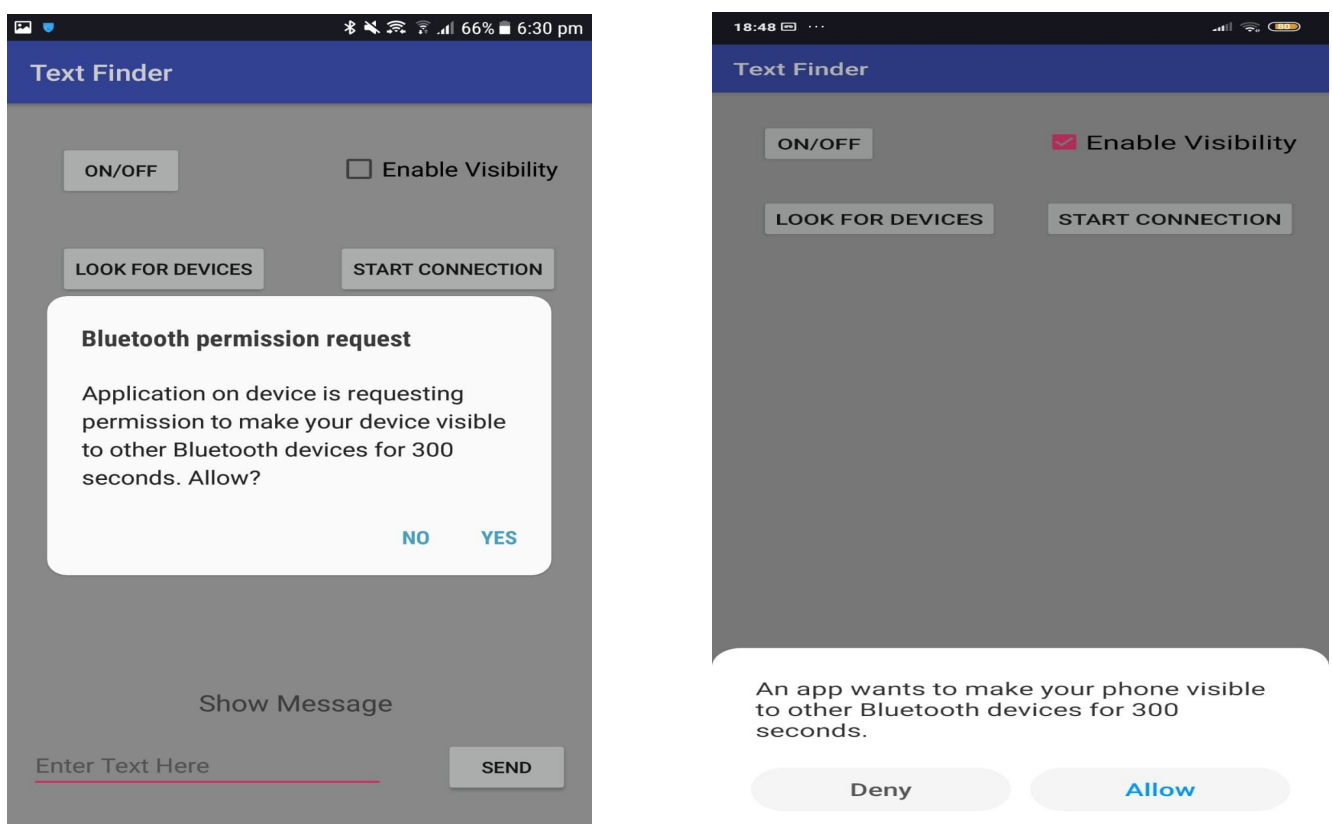 66% 6:30 pm
Text Finder
ON/OFF
Enable Visibility
LOOK FOR DEVICES
START CONNECTION
Bluetooth permission request
Application on device is requesting
permission to make your device visible
to other Bluetooth devices for 300
seconds. Allow?
NO YES
Show Message
Enter Text Here
SEND
18:48 ...
80
Text Finder
ON/OFF
Enable Visibility
LOOK FOR DEVICES
START CONNECTION
An app wants to make your phone visible
to other Bluetooth devices for 300
seconds.
Deny
Allow